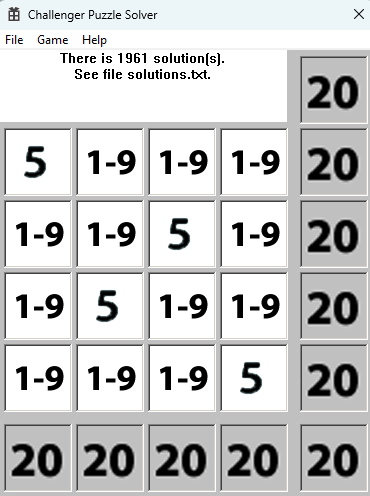 Challenger Puzzle Solver
File Game Help
There is 1961 solution(s).
See file solutions.txt.
20
5 1-9 1-9 1-9 20
1-9 1-9 5 1-9 20
1-9 5 1-9 1-9 20
1-9 1-9 1-9 5 20
20 20 20 20 20